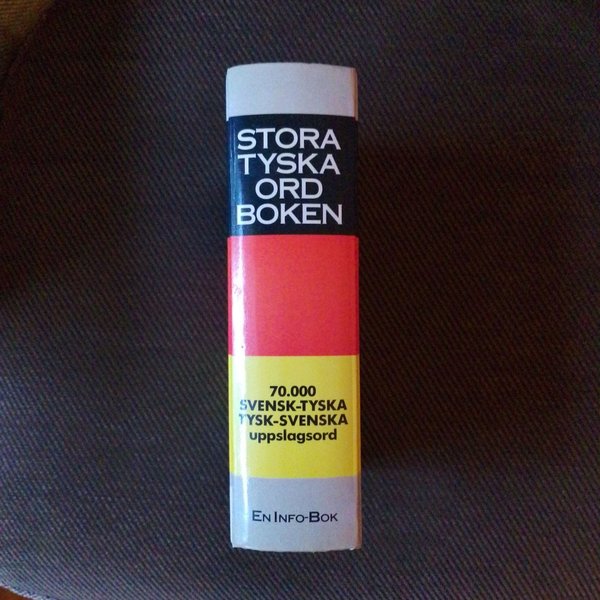 STORA
TYSKA
ORD
BOKEN
70.000
SVENSK-TYSKA
TYSK-SVENSKA
uppslagsord
EN INFO-BOK